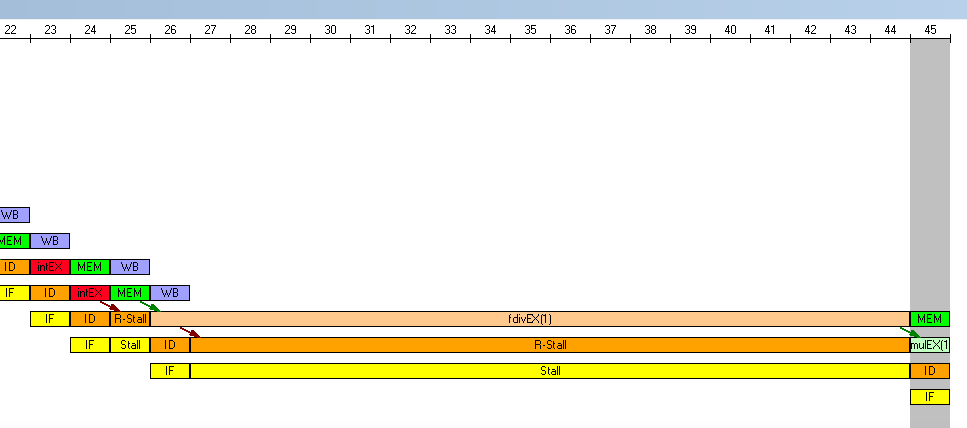 22 23 24 25 26 27 28 29 30 31 32 33 34 35 36 37 38 39 40 41 42 43 44 45
WB
MEM WB
ID intEX MEM WB
IF ID intEX MEM WB
IF ID R-Stall fdivEX(1) MEM
IF Stall ID R-Stall mulEX(1
IF Stall ID
IF